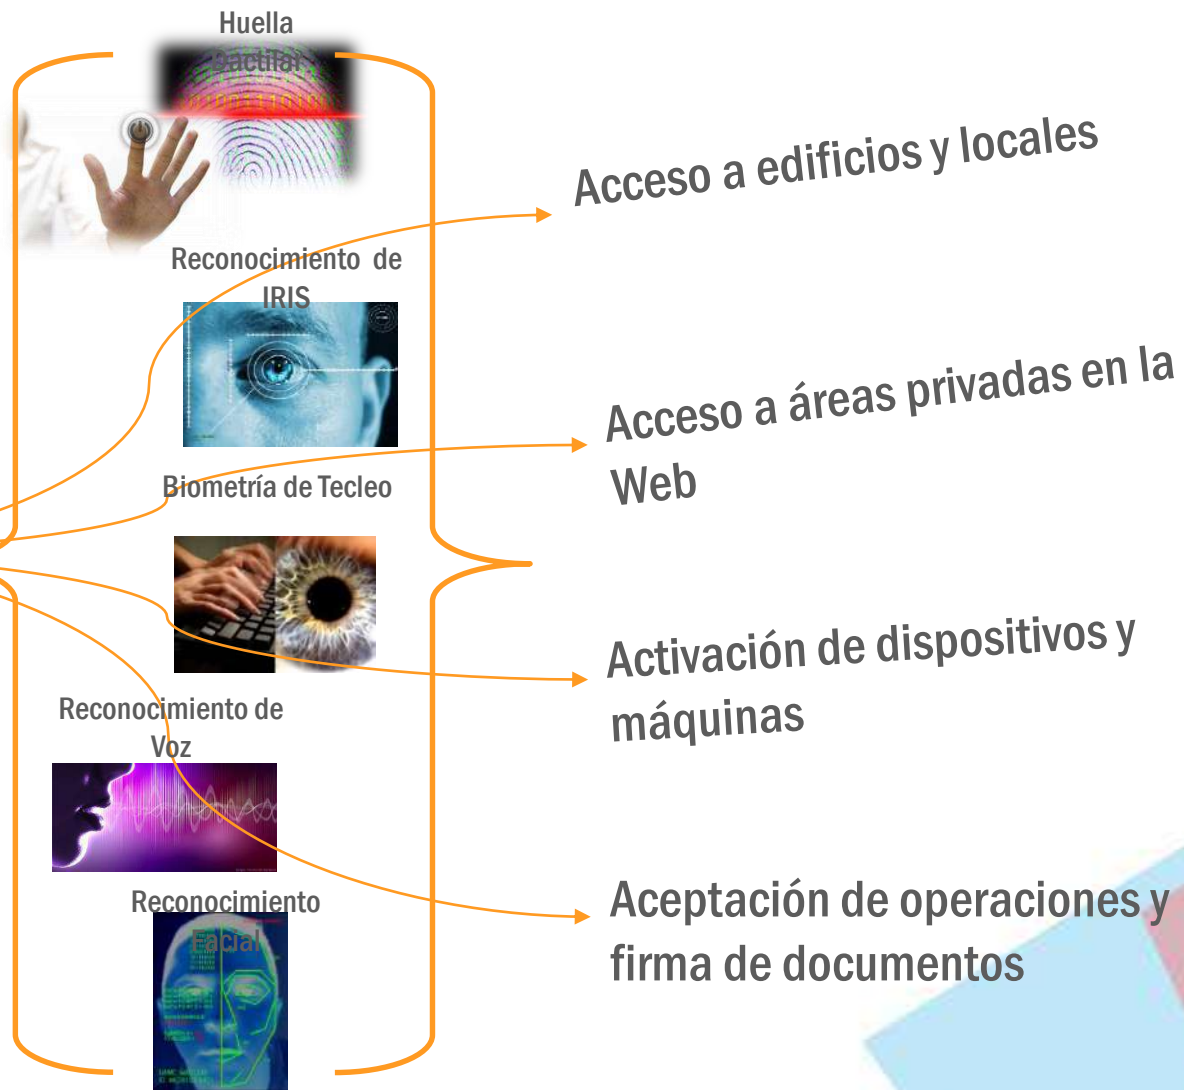 Huella
Dactilar
Reconocimiento de
IRIS
Biometría de Tecleo
Reconocimiento de
Voz
Reconocimiento
Facial
Acceso a edificios y locales
Acceso a áreas privadas en la
Web
Activación de dispositivos y
máquinas
Aceptación de operaciones y
firma de documentos